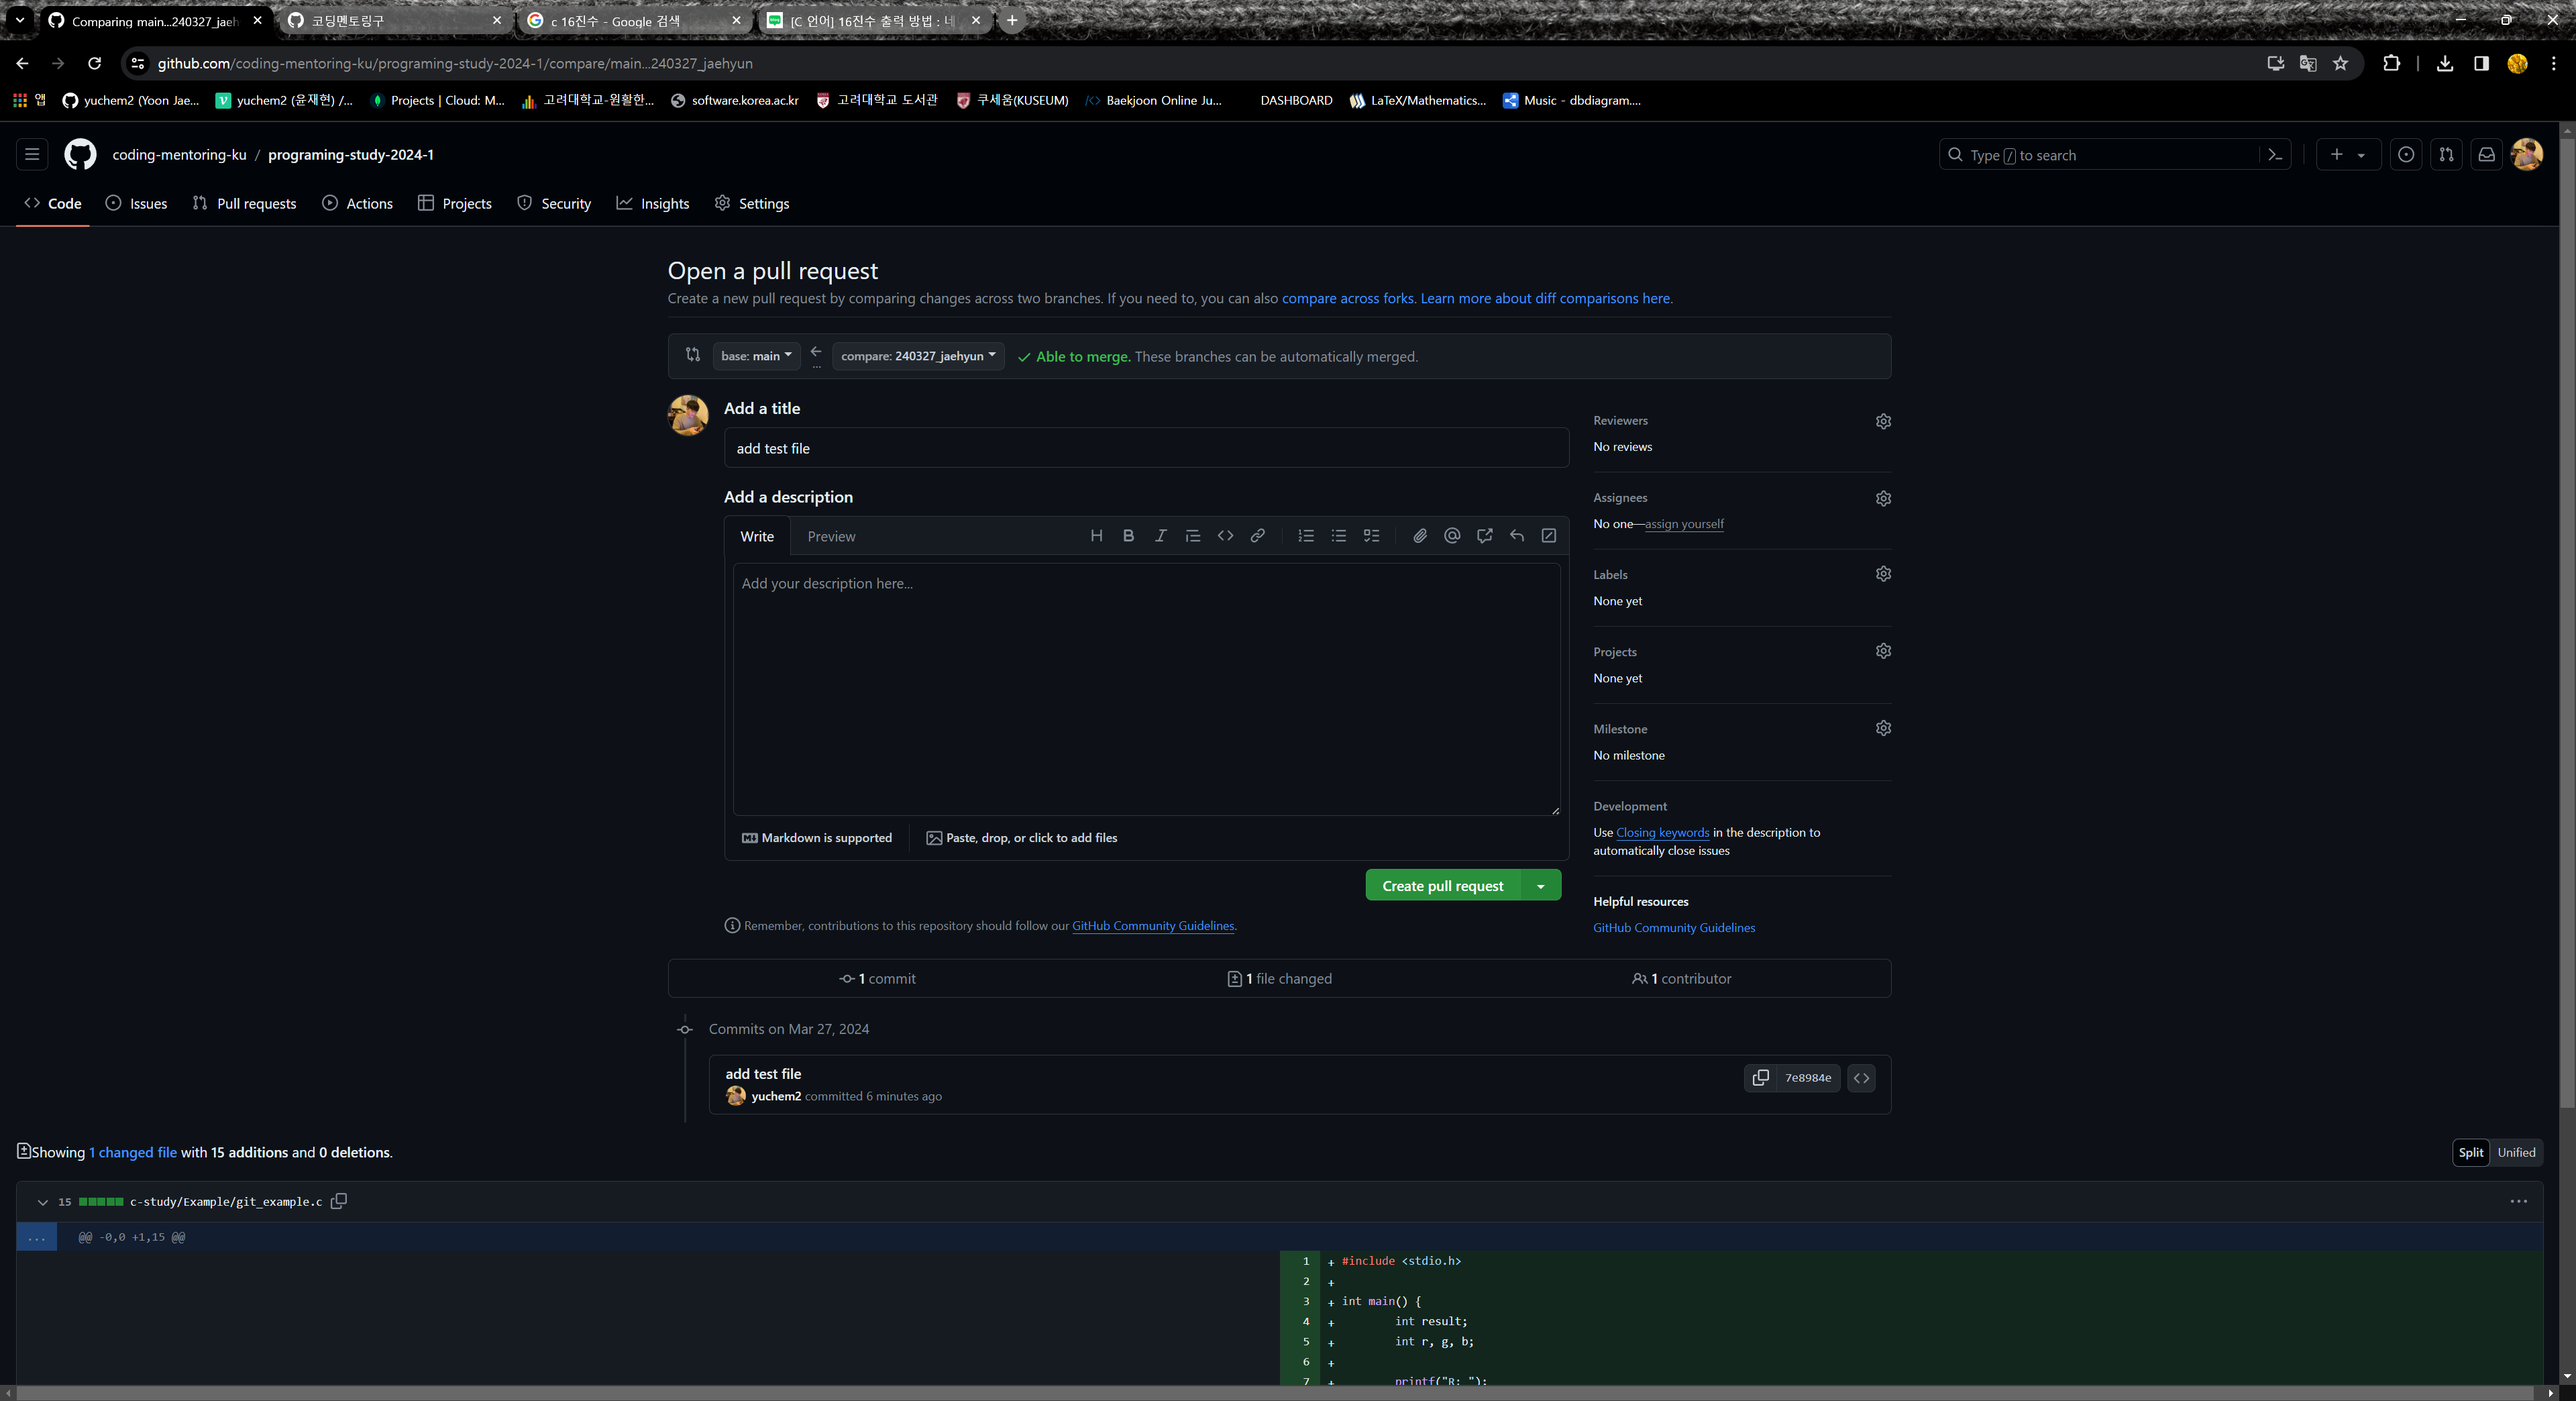 Comparing main...240327_jaeh
코딩멘토링구
c 16진수 - Google 검색
[C 언어] 16진수 출력 방법 : 네
github.com/coding-mentoring-ku/programing-study-2024-1/compare/main...240327_jaehyun
앱
yuchem2 (Yoon Jae...
yuchem2 (윤재현) /...
Projects | Cloud: M...
고려대학교-원활한...
software.korea.ac.kr
고려대학교 도서관
쿠세움(KUSEUM)
Baekjoon Online Ju...
DASHBOARD
LaTeX/Mathematics...
Music - dbdiagram....
coding-mentoring-ku / programing-study-2024-1
Type / to search
Code
Issues
Pull requests
Actions
Projects
Security
Insights
Settings
Open a pull request
Create a new pull request by comparing changes across two branches. If you need to, you can also compare across forks. Learn more about diff comparisons here.
base: main
compare: 240327_jaehyun
Able to merge. These branches can be automatically merged.
Add a title
add test file
Add a description
Write
Preview
Add your description here...
Markdown is supported
Paste, drop, or click to add files
Create pull request
Remember, contributions to this repository should follow our GitHub Community Guidelines.
Reviewers
No reviews
Assignees
No one—assign yourself
Labels
None yet
Projects
None yet
Milestone
No milestone
Development
Use Closing keywords in the description to
automatically close issues
Helpful resources
GitHub Community Guidelines
1 commit
1 file changed
1 contributor
Commits on Mar 27, 2024
add test file
yuchem2 committed 6 minutes ago
7e8984e
Showing 1 changed file with 15 additions and 0 deletions.
Split
Unified
15 c-study/Example/git_example.c
... @@ -0,0 +1,15 @@
1 + #include <stdio.h>
2 +
3 + int main() {
4 + int result;
5 + int r, g, b;
6 +
7 + printf("R: ");